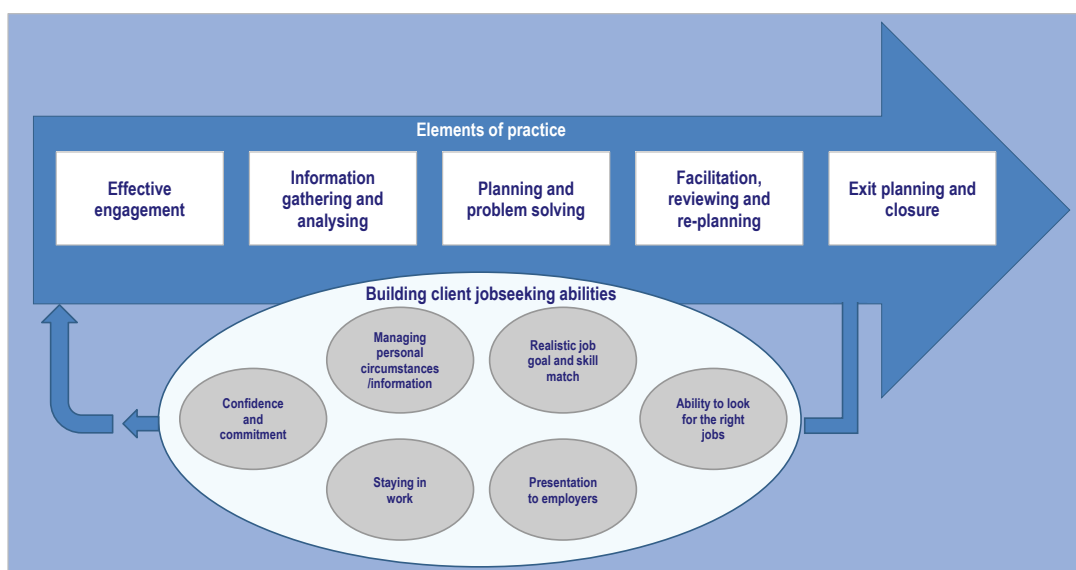 Elements of practice
Effective
engagement
Information
gathering and
analysing
Planning and
problem solving
Facilitation,
reviewing and
re-planning
Exit planning and
closure
Building client jobseeking abilities
Managing
personal
circumstances
/information
Realistic job
goal and skill
match
Confidence
and
commitment
Ability to look
for the right
jobs
Staying in
work
Presentation
to employers